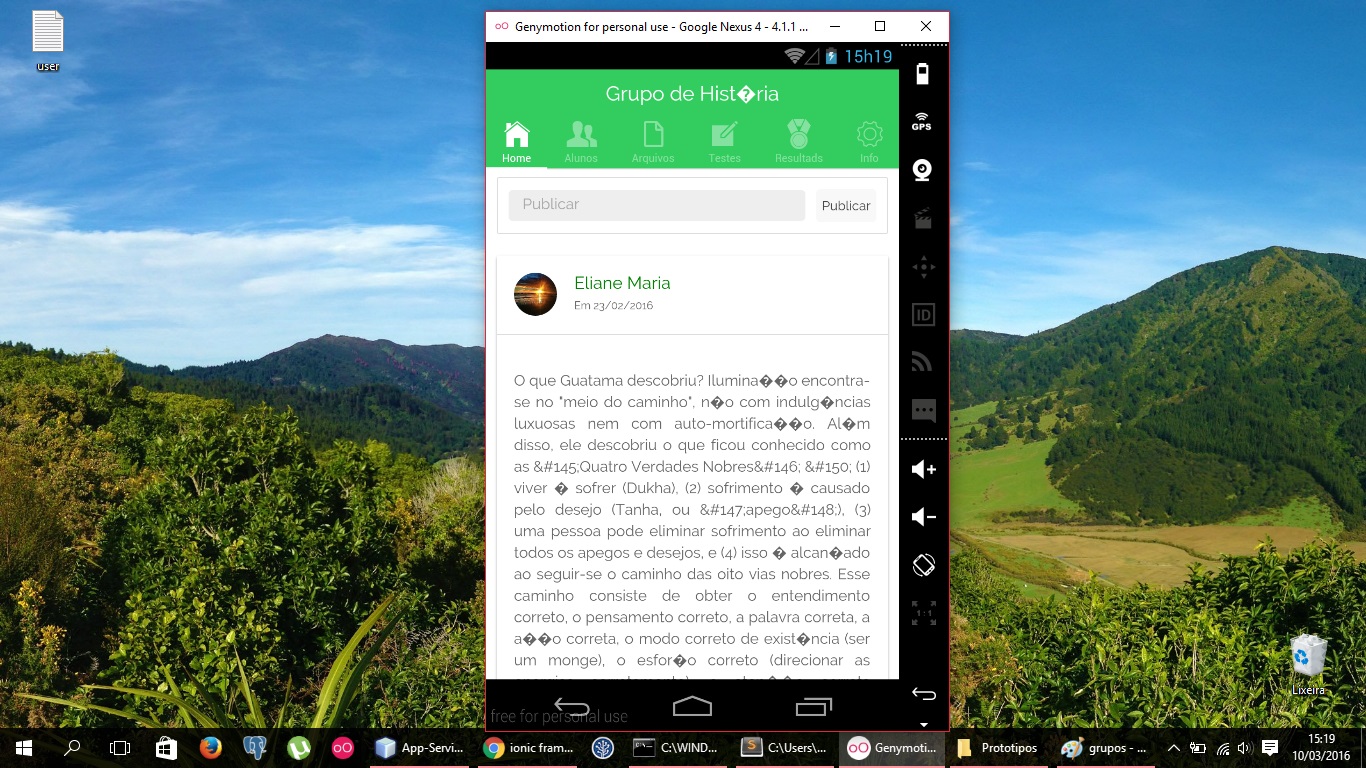 user
Genymotion for personal use - Google Nexus 4 - 4.1.1 ...
15h19
Grupo de Hist�ria
GPS
Home
Alunos
Arquivos
Testes
Resultads
Info
Publicar
Publicar
Eliane Maria
Em 23/02/2016
ID
O que Guatama descobriu? Ilumina��o encontra-
se no "meio do caminho", n�o com indulg�ncias
luxuosas nem com auto-mortifica��o. Al�m
disso, ele descobriu o que ficou conhecido como
as &#145;Quatro Verdades Nobres&#146; &#150; (1)
viver � sofrer (Dukha), (2) sofrimento � causado
pelo desejo (Tanha, ou &#147;apego&#148;), (3)
uma pessoa pode eliminar sofrimento ao eliminar
todos os apegos e desejos, e (4) isso � alcan�ado
ao seguir-se o caminho das oito vias nobres. Esse
caminho consiste de obter o entendimento
correto, o pensamento correto, a palavra correta, a
a��o correta, o modo correto de exist�ncia (ser
um monge), o esfor�o correto (direcionar as
1:1
Lixeira
free for personal use
App-Servi...
ionic fram...
C:\WIND...
C:\Users\...
Genymoti...
Prototipos
grupos - ...
15:19
10/03/2016